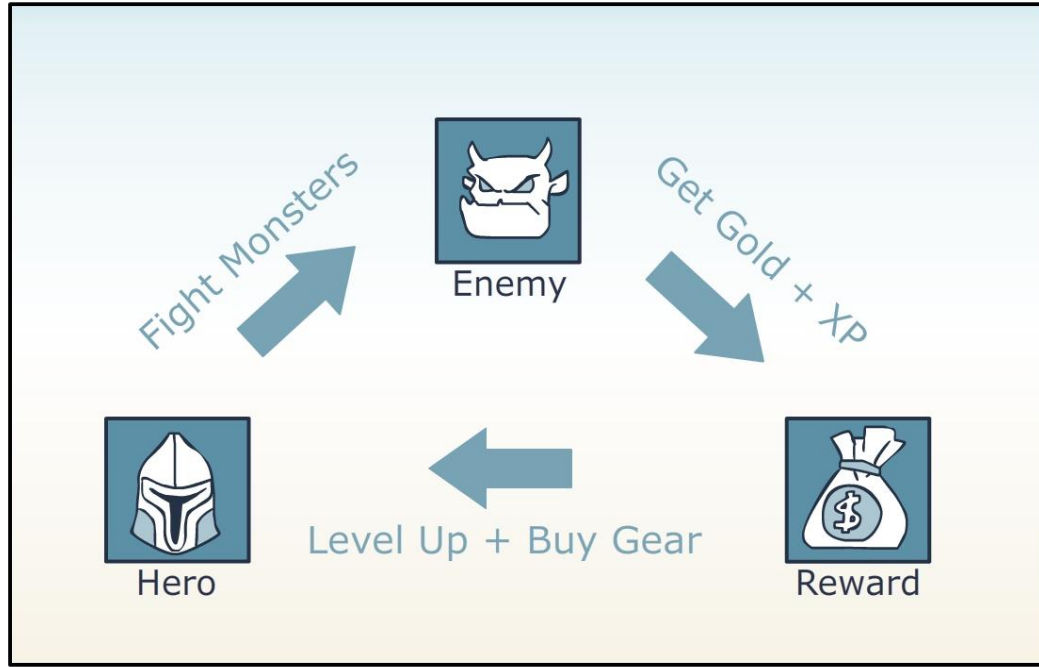 Fight Monsters
Enemy
Get Gold + XP
Hero
Level Up + Buy Gear
$
Reward